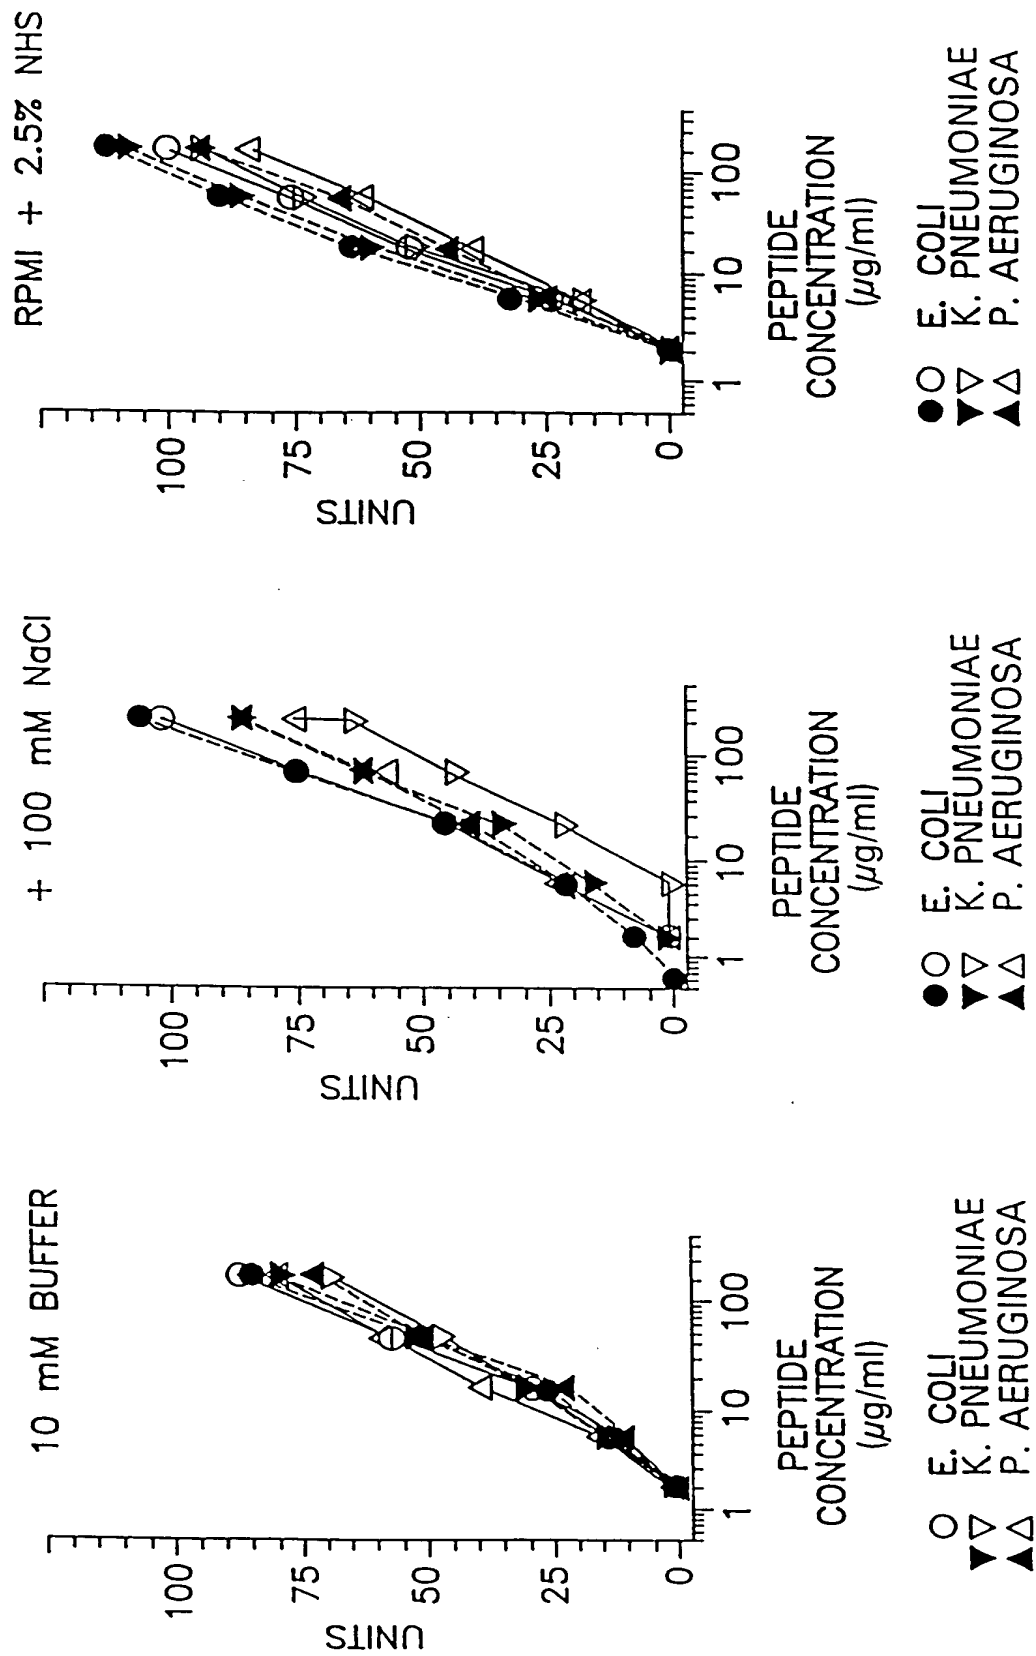 10 mM BUFFER
UNITS
100
75
50
25
0
1
10
100
PEPTIDE
CONCENTRATION
(µg/ml)
E. COLI
K. PNEUMONIAE
P. AERUGINOSA
+ 100 mM NaCl
UNITS
100
75
50
25
0
1
10
100
PEPTIDE
CONCENTRATION
(µg/ml)
E. COLI
K. PNEUMONIAE
P. AERUGINOSA
RPMI + 2.5% NHS
UNITS
100
75
50
25
0
1
10
100
PEPTIDE
CONCENTRATION
(µg/ml)
E. COLI
K. PNEUMONIAE
P. AERUGINOSA